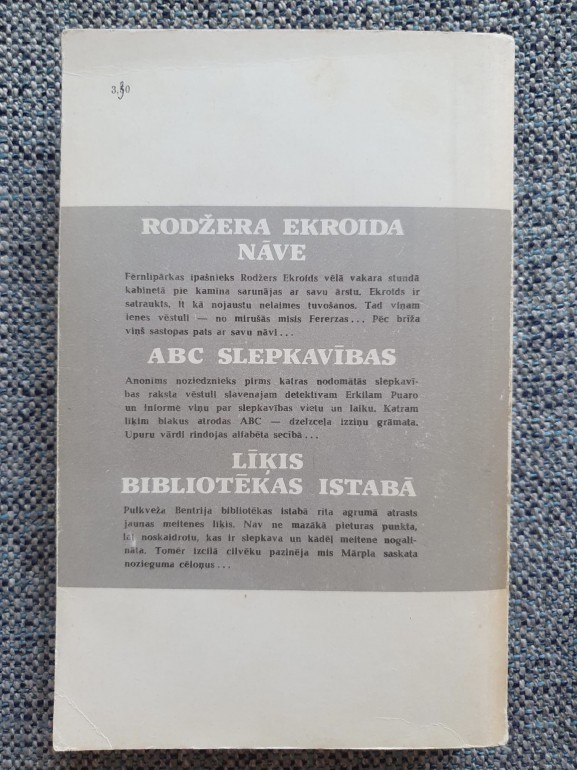 3.50
RODŽERA EKROIDA
NĀVE
Fērnlipārkas īpašnieks Rodžers Ekroids vēlā vakara stundā
kabinetā pie kamīna sarunājas ar savu ārstu. Ekroids ir
satraukts, it kā nojaustu nelaimes tuvošanos. Tad viņam
ienes vēstuli — no mirušās misis Fererzas... Pēc brīža
viņš sastopas pats ar savu nāvi...
ABC SLEPKAVĪBAS
Anonīms noziedznieks pirms katras nodomātās slepkavī-
bas raksta vēstuli slavenajam detektīvam Erkilam Puaro
un informē viņu par slepkavības vietu un laiku. Katram
līķim blakus atrodas ABC — dzelzceļa izziņu grāmata.
Upuru vārdi rindojas alfabēta secībā...
LĪĶIS
BIBLIOTĒKAS ISTABĀ
Pulkveža Bentrija bibliotēkas istabā rīta agrumā atrasts
jaunas meitenes līķis. Nav ne mazākā pieturas punkta,
lai noskaidrotu, kas ir slepkava un kādēļ meitene nogali-
nāta. Tomēr izcilā cilvēku pazinēja mis Mārpla saskata
nozieguma cēloņus...